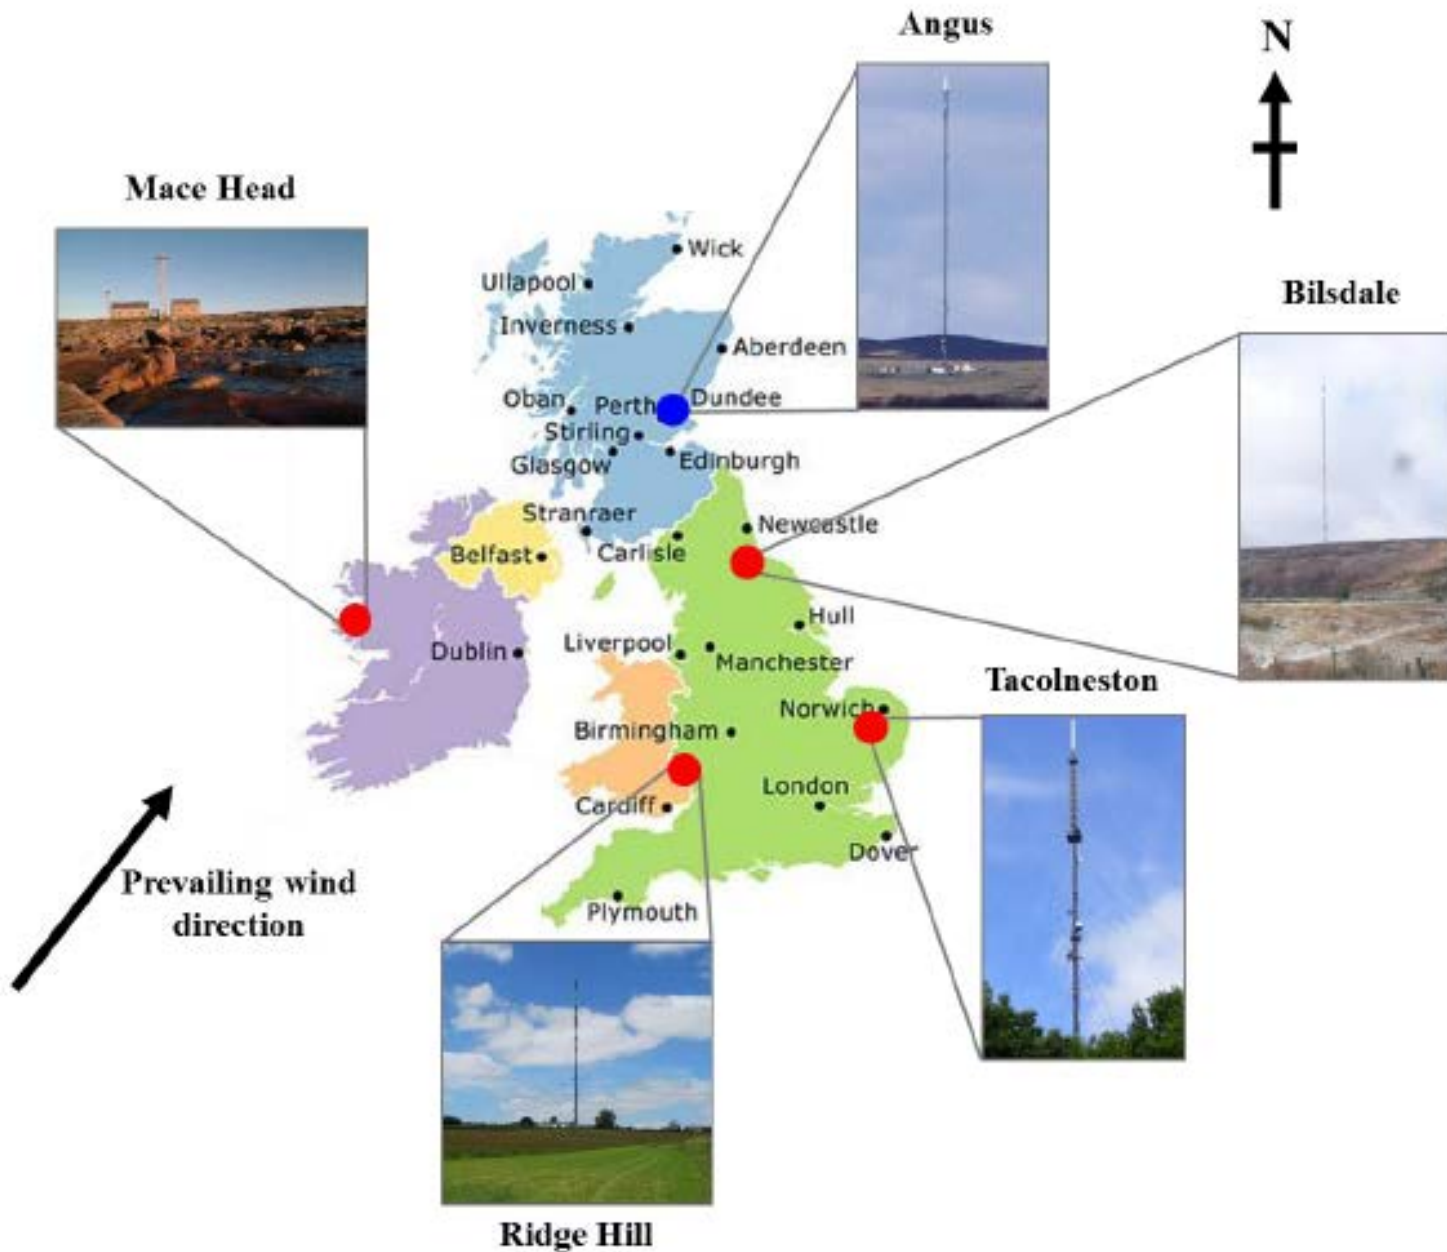 Angus
N
Mace Head
Wick
Ullapool
Bilsdale
Inverness
Aberdeen
Oban
Perth
Dundee
Stirling
Glasgow
Edinburgh
Stranraer
Newcastle
Belfast
Carlisle
Hull
Dublin
Liverpool
Manchester
Tacolneston
Norwich
Birmingham
London
Cardiff
Dover
Prevailing wind
direction
Plymouth
Ridge Hill